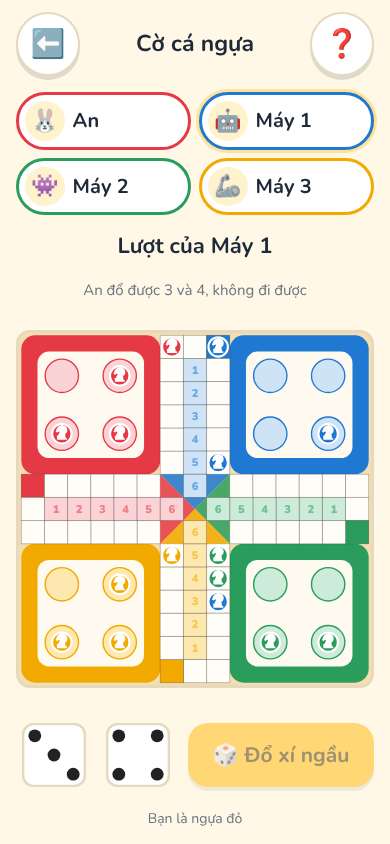 Cờ cá ngựa
An
Máy 1
Máy 2
Máy 3
Lượt của Máy 1
An đổ được 3 và 4, không đi được
1
2
3
4
5
6
1 2 3 4 5 6 6 5 4 3 2 1
6
5
4
3
2
1
Đổ xí ngầu
Bạn là ngựa đỏ